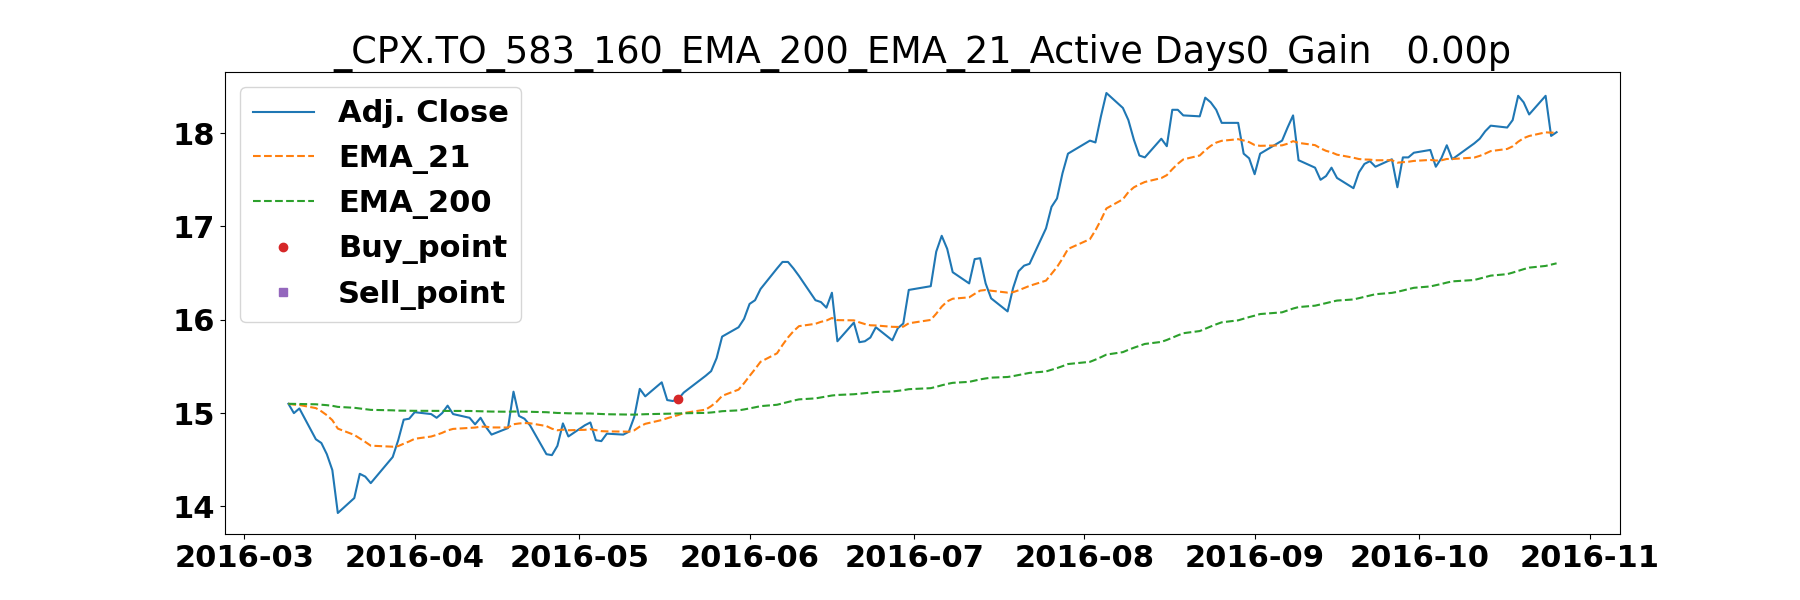 _CPX.TO_583_160_EMA_200_EMA_21_Active Days0_Gain   0.00p
Adj. Close
EMA_21
EMA_200
Buy_point
Sell_point
18
17
16
15
14
2016-03 2016-04 2016-05 2016-06 2016-07 2016-08 2016-09 2016-10 2016-11